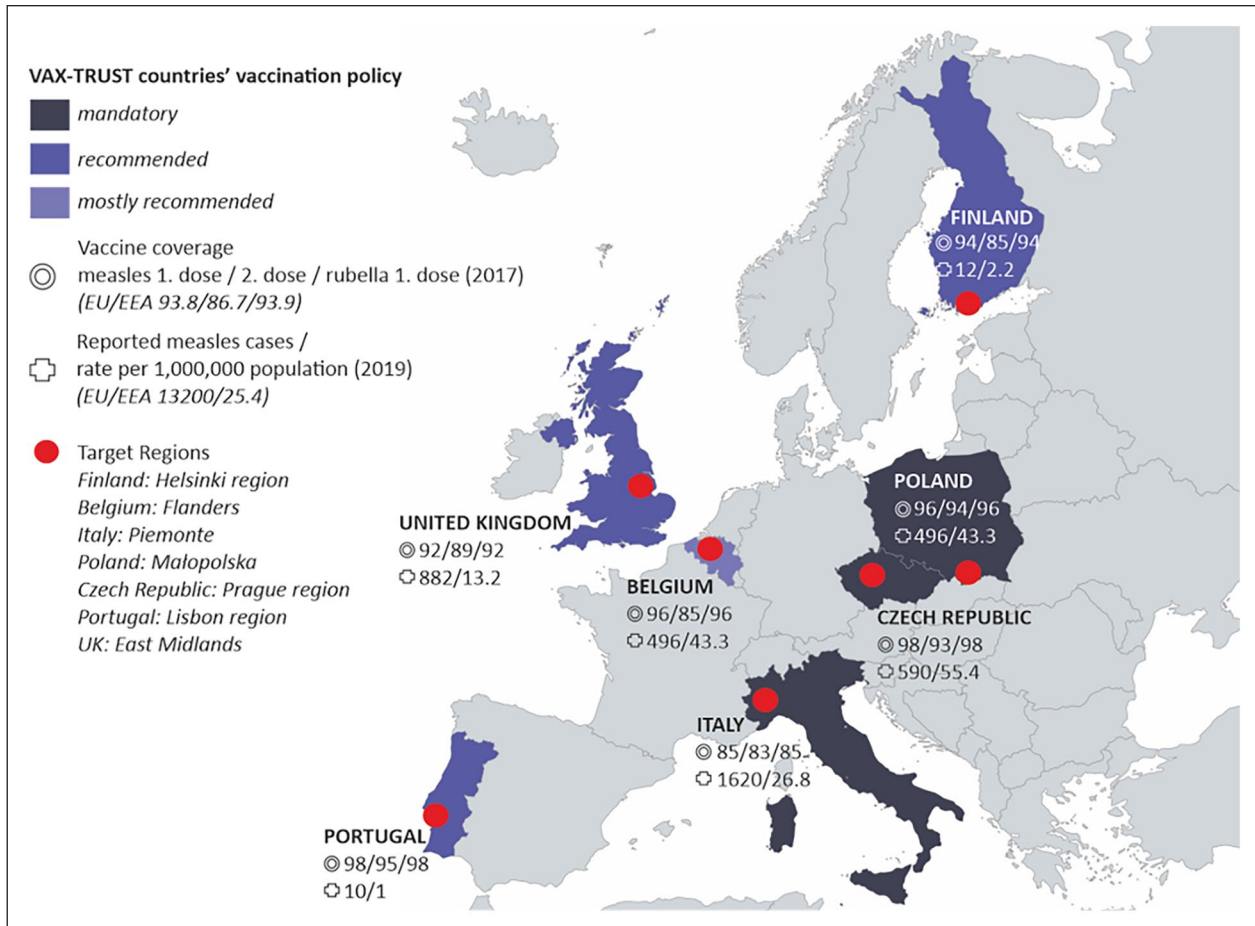 VAX-TRUST countries' vaccination policy
mandatory
recommended
mostly recommended
Vaccine coverage
measles 1. dose / 2. dose / rubella 1. dose (2017)
(EU/EEA 93.8/86.7/93.9)
Reported measles cases /
rate per 1,000,000 population (2019)
(EU/EEA 13200/25.4)
Target Regions
Finland: Helsinki region
Belgium: Flanders
Italy: Piemonte
Poland: Małopolska
Czech Republic: Prague region
Portugal: Lisbon region
UK: East Midlands
FINLAND
94/85/94
12/2.2
UNITED KINGDOM
92/89/92
882/13.2
POLAND
96/94/96
496/43.3
BELGIUM
96/85/96
496/43.3
CZECH REPUBLIC
98/93/98
590/55.4
ITALY
85/83/85
1620/26.8
PORTUGAL
98/95/98
10/1